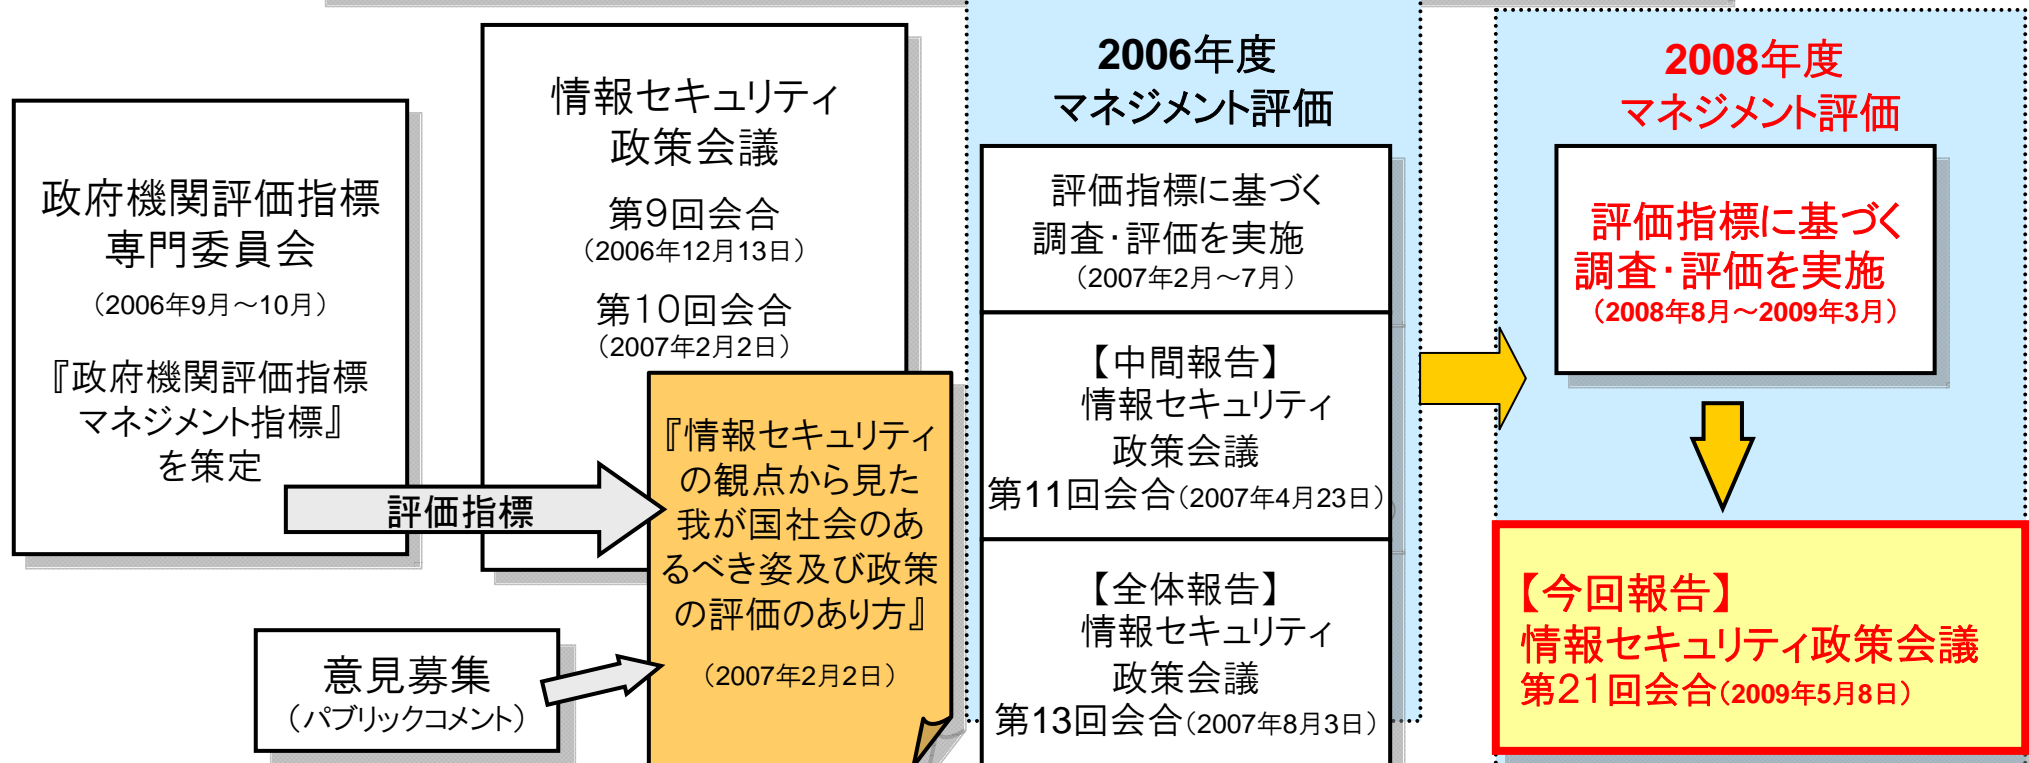 政府機関評価指標
専門委員会
（2006年9月～10月）
『政府機関評価指標
マネジメント指標』
を策定
評価指標
意見募集
（パブリックコメント）
情報セキュリティ
政策会議
第9回会合
（2006年12月13日）
第10回会合
（2007年2月2日）
『情報セキュリティ
の観点から見た
我が国社会のあ
るべき姿及び政策
の評価のあり方』
（2007年2月2日）
2006年度
マネジメント評価
評価指標に基づく
調査・評価を実施
（2007年2月～7月）
【中間報告】
情報セキュリティ
政策会議
第11回会合（2007年4月23日）
【全体報告】
情報セキュリティ
政策会議
第13回会合（2007年8月3日）
2008年度
マネジメント評価
評価指標に基づく
調査・評価を実施
（2008年8月～2009年3月）
【今回報告】
情報セキュリティ政策会議
第21回会合（2009年5月8日）